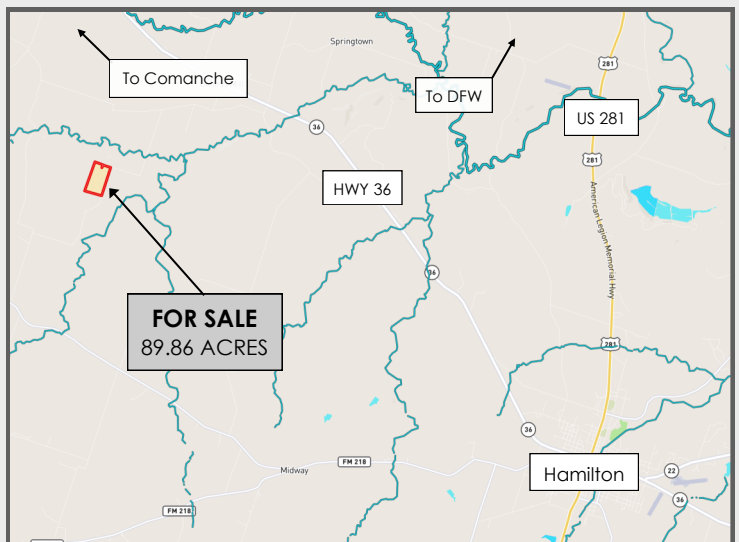 Springtown
To Comanche
281
To DFW
US 281
36
281
HWY 36
American Legion Memorial Hwy
36
FOR SALE
89.86 ACRES
281
36
FM 218
Midway
Hamilton
22
36
FM 218